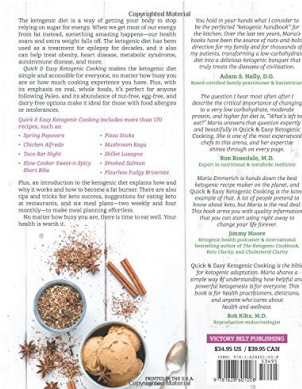 Copyrighted Material
The ketogenic diet is a way of getting your body to stop
relying on sugar for energy. When we get most of our energy
from fat instead, something amazing happens—our health
soars and extra weight falls off. The ketogenic diet has been
used as a treatment for epilepsy for decades, and it also
can help treat obesity, heart disease, metabolic syndrome,
autoimmune disease, and more.
Quick & Easy Ketogenic Cooking makes the ketogenic diet
simple and accessible for everyone, no matter how busy you
are or how much cooking experience you have. Plus, with
its emphasis on real, whole foods, it's perfect for anyone
following Paleo, and its abundance of nut-free, egg-free, and
dairy-free options make it ideal for those with food allergies
or intolerances.
Quick & Easy Ketogenic Cooking includes more than 170
recipes, such as:
• Spring Popovers
• Chicken Alfredo
• Taco Bar Night
• Slow Cooker Sweet-n-Spicy
Short Ribs
• Pizza Sticks
• Mushroom Ragu
• Skillet Lasagna
• Smoked Salmon
• Flourless Fudgy Brownies
Plus, an introduction to the ketogenic diet explains how and
why it works and how to become a fat burner. There are also
tips and tricks for keto success, suggestions for eating keto
at restaurants, and six meal plans—two weekly and four
monthly—to make meal planning effortless.
No matter how busy you are, there is time to eat well. Your
health is worth it.
You hold in your hands what I consider to
be the perfect "ketogenic handbook" for
the kitchen. Over the last ten years, Maria's
books have been the source of nuts and bolts
direction for my family and for thousands of
my patients, transforming a low-carbohydrate
diet into a delicious ketogenic banquet that
truly treats the diseases of civilization.
Adam S. Nally, D.O.
Board-certified family practitioner & bariatrician
The question I hear most often after I
describe the critical importance of changing
to a very low carbohydrate, moderate
protein, and higher fat diet is, "What's left to
eat?" Maria answers that question expertly
and beautifully in Quick & Easy Ketogenic
Cooking. She is one of the most experienced
chefs in this arena, and her expertise
shines through on every page.
Ron Rosedale, M.D.
Expert in nutritional & metabolic medicine
Maria Emmerich is hands down the best
ketogenic recipe maker on the planet, and
Quick & Easy Ketogenic Cooking is the latest
example of that. A lot of people pretend to
know about keto, but Maria is the real deal.
This book arms you with quality information
that you can start using right away to
change your life forever.
Jimmy Moore
Ketogenic health podcaster & international
bestselling author of The Ketogenic Cookbook,
Keto Clarity, and Cholesterol Clarity
Quick & Easy Ketogenic Cooking is the bible
for ketogenic adaptation. Maria shares a
simple way of understanding how helpful and
powerful ketogenesis is for everyone. This
book is for health practitioners, dieticians,
and anyone who cares about
health and wellness.
Rob Kiltz, M.D.
Reproductive endocrinologist
VICTORY BELT PUBLISHING
$34.95 US / $39.95 CAN
PRINTED IN THE U.S.A.
Copyrighted Material